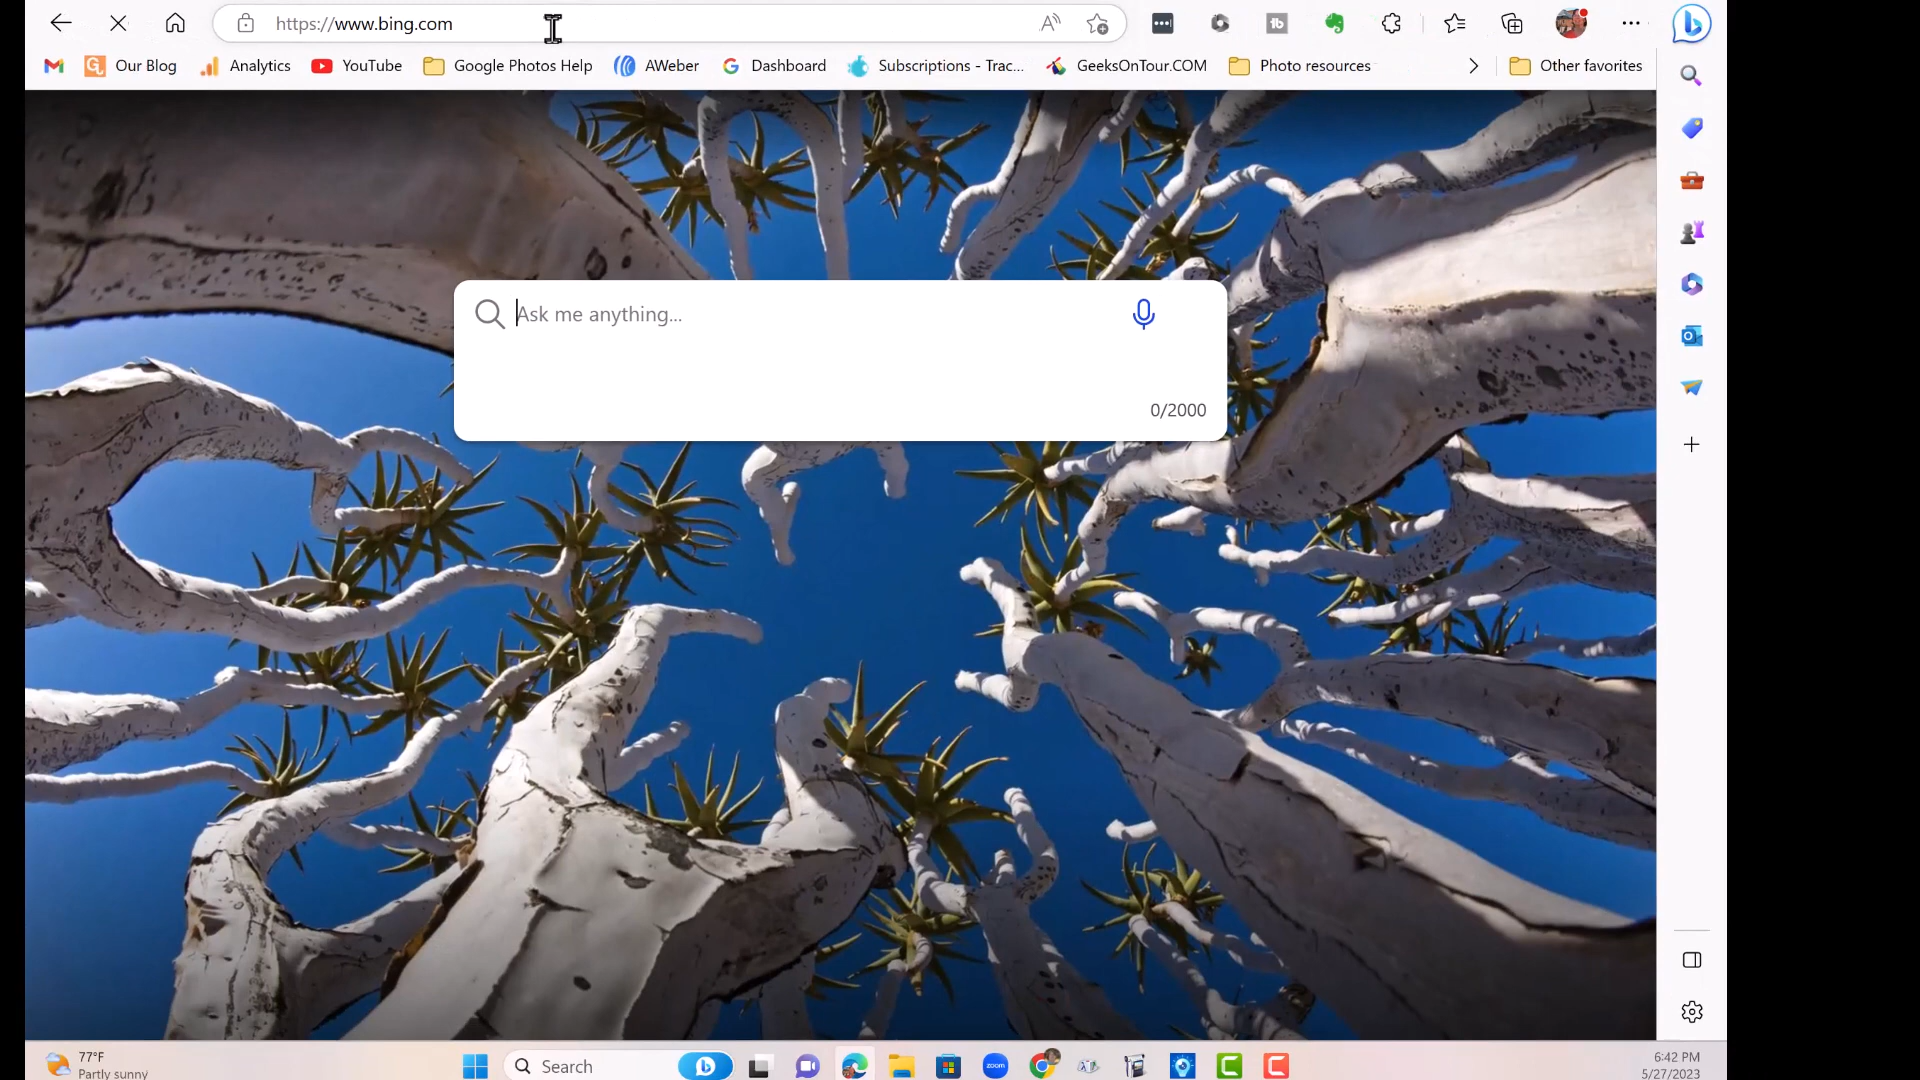 https://www.bing.com
Our Blog Analytics YouTube Google Photos Help AWeber Dashboard Subscriptions - Trac... GeeksOnTour.COM Photo resources Other favorites
Ask me anything...
0/2000
77°F
Partly sunny
Search
zoom
6:42 PM
5/27/2023